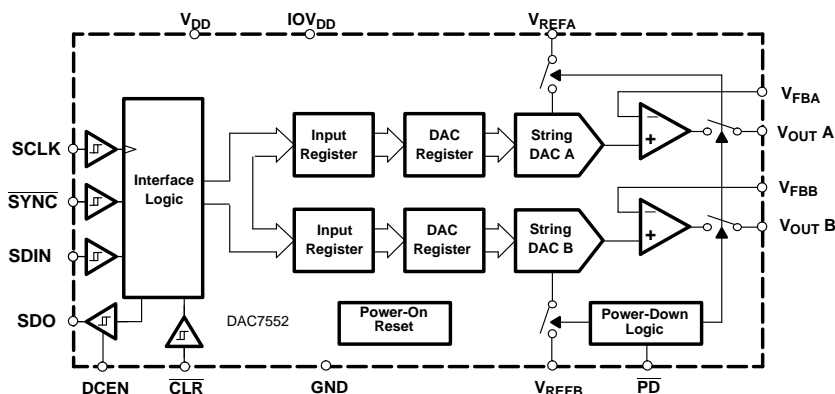 VDD
IOVDD
VREFA
VFBA
SCLK
Interface
Logic
Input
Register
DAC
Register
String
DAC A
−
+
VOUT A
SYNC
VFBB
SDIN
Input
Register
DAC
Register
String
DAC B
−
+
VOUT B
SDO
DAC7552
Power-On
Reset
Power-Down
Logic
DCEN
CLR
GND
VREFB
PD